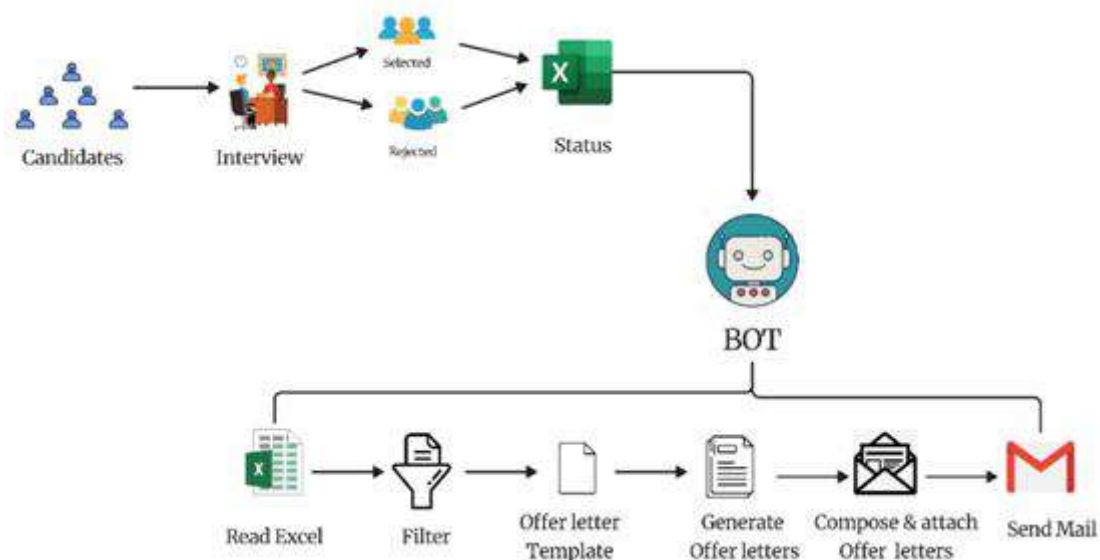 Selected
Rejected
Candidates
Interview
Status
BOT
Read Excel
Filter
Offer letter
Template
Generate
Offer letters
Compose & attach
Offer letters
Send Mail